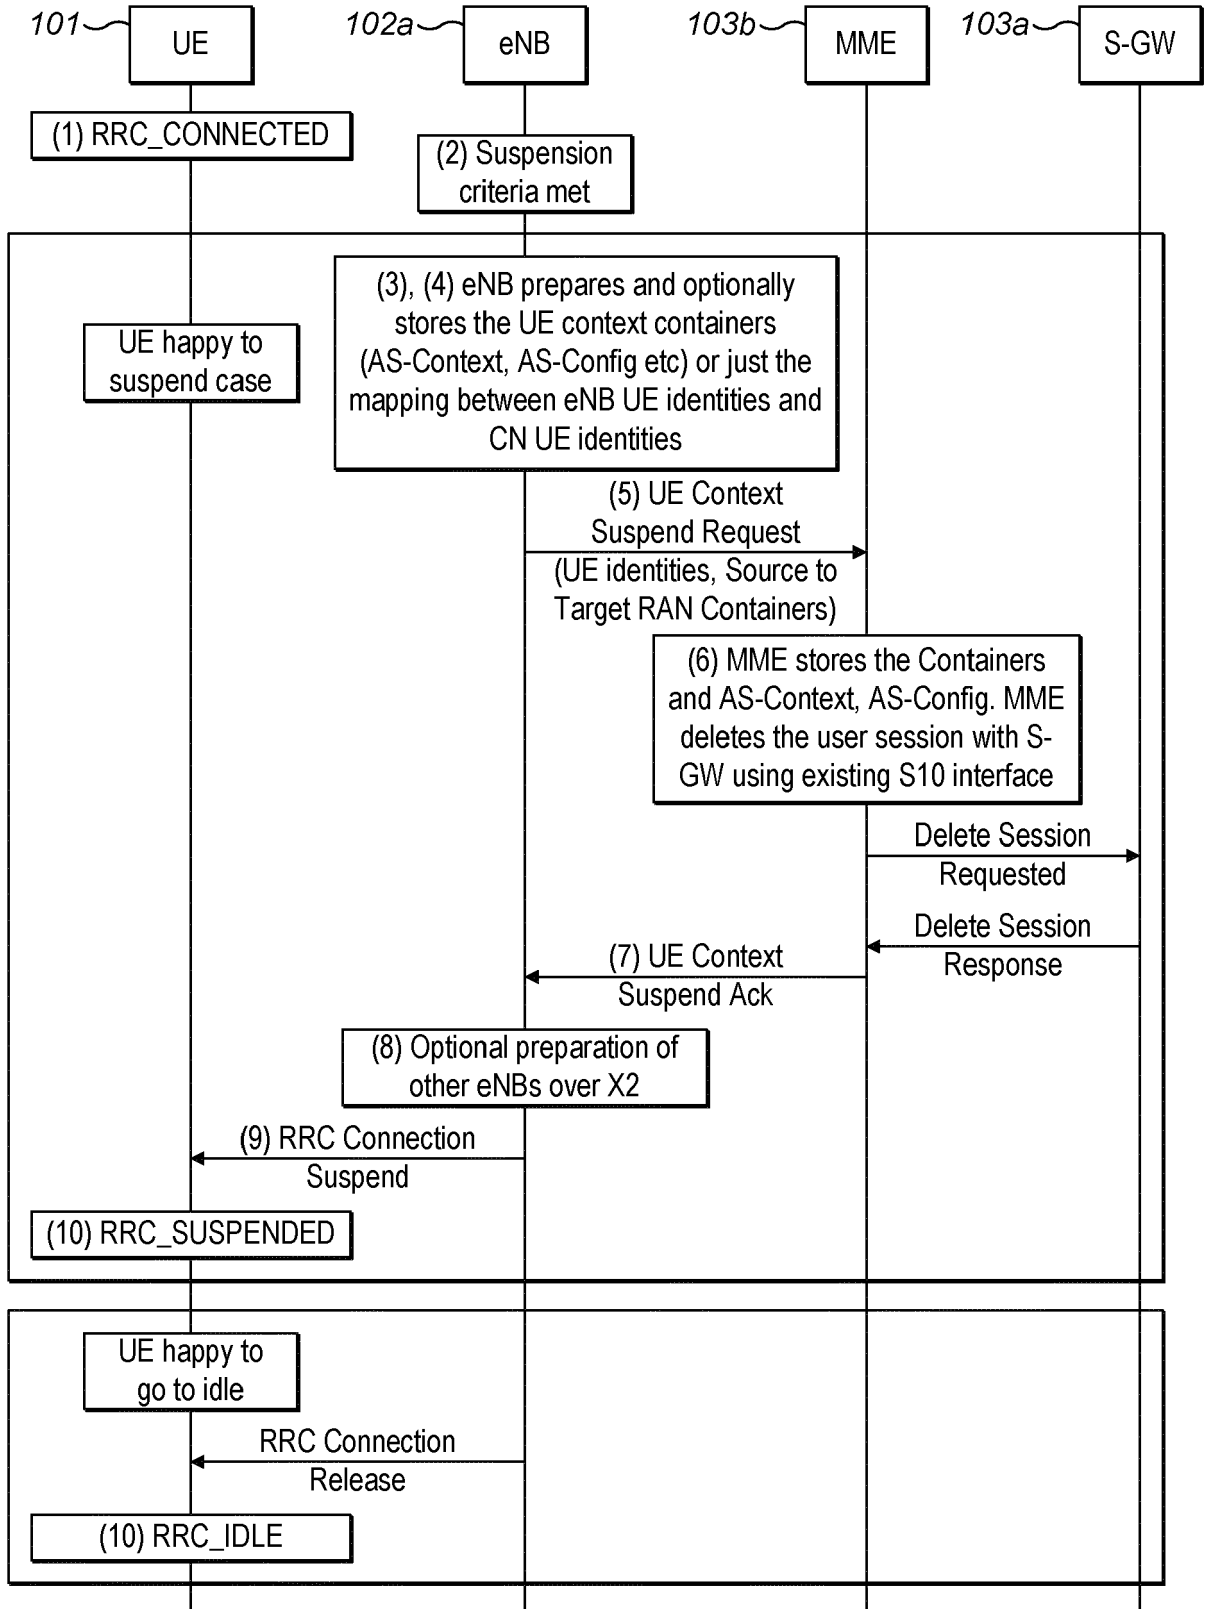 101
UE
102a
eNB
103b
MME
103a
S-GW
(1) RRC_CONNECTED
(2) Suspension
criteria met
(3), (4) eNB prepares and optionally
stores the UE context containers
(AS-Context, AS-Config etc) or just the
mapping between eNB UE identities and
CN UE identities
UE happy to
suspend case
(5) UE Context
Suspend Request
(UE identities, Source to
Target RAN Containers)
(6) MME stores the Containers
and AS-Context, AS-Config. MME
deletes the user session with S-
GW using existing S10 interface
Delete Session
Requested
Delete Session
Response
(7) UE Context
Suspend Ack
(8) Optional preparation of
other eNBs over X2
(9) RRC Connection
Suspend
(10) RRC_SUSPENDED
UE happy to
go to idle
RRC Connection
Release
(10) RRC_IDLE